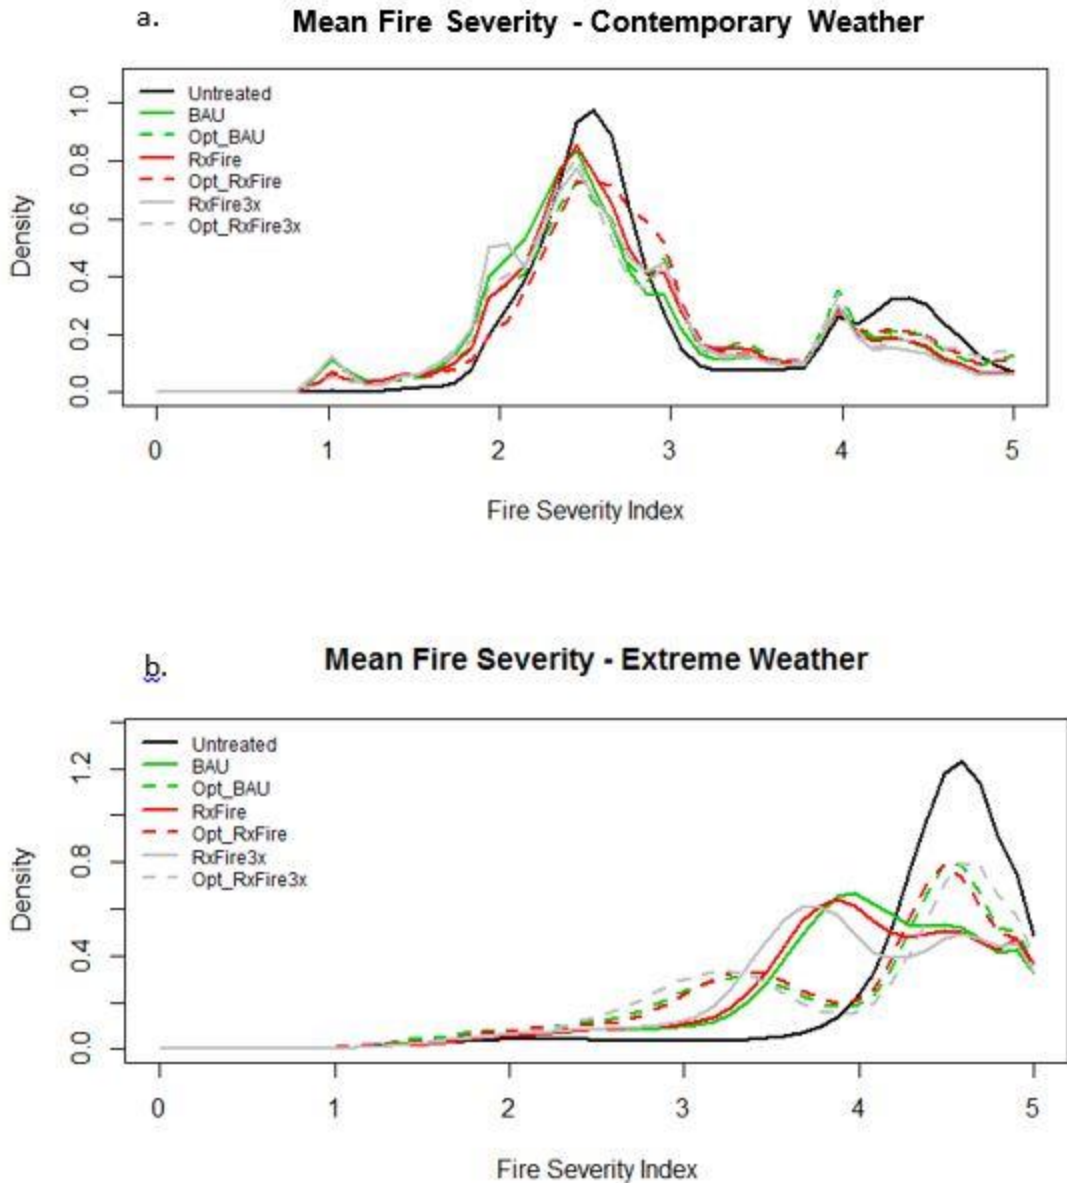 a.
Mean Fire Severity - Contemporary Weather
Untreated
BAU
Opt_BAU
RxFire
Opt_RxFire
RxFire3x
Opt_RxFire3x
Density
0.0 0.2 0.4 0.6 0.8 1.0
0 1 2 3 4 5
Fire Severity Index
b.
Mean Fire Severity - Extreme Weather
Untreated
BAU
Opt_BAU
RxFire
Opt_RxFire
RxFire3x
Opt_RxFire3x
Density
0.0 0.4 0.8 1.2
0 1 2 3 4 5
Fire Severity Index